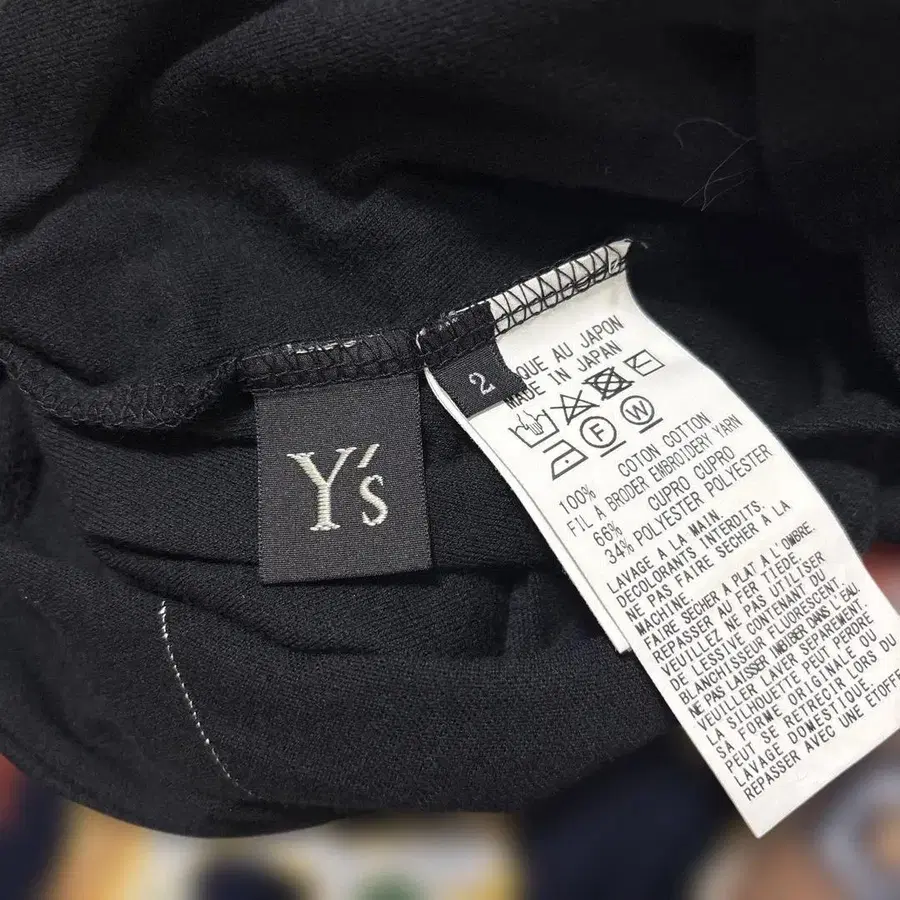 Y's
2
QUE AU JAPON
MADE IN JAPAN
F W
100% COTON COTTON
FIL À BRODER EMBROIDERY YARN
66% CUPRO CUPRO
34% POLYESTER POLYESTER
LAVAGE A LA MAIN.
DECOLORANTS INTERDITS.
NE PAS FAIRE SECHER A LA
MACHINE.
FAIRE SECHER A PLAT A L'OMBRE.
REPASSER AU FER TIEDE.
VEUILLEZ NE PAS UTILISER
DE LESSIVE CONTENANT DU
BLANCHISSEUR FLUORESCENT.
NE PAS LAISSER DANS L'EAU
VEUILLER LAVER SEPAREMENT.
LA SILHOUETTE PEUT PERDRE
SA FORME ORIGINALE OU
PEUT SE RETRECIR LORS DU
LAVAGE DOMESTIQUE.
REPASSER AVEC UNE ETOFFE